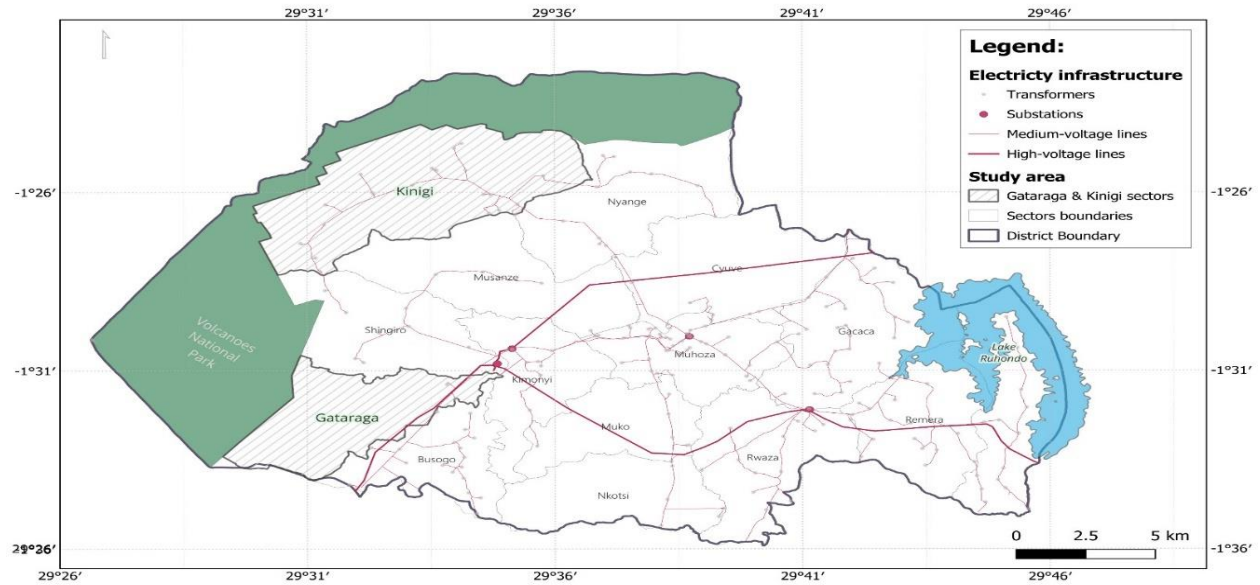 29°31′ 29°36′ 29°41′ 29°46′
Legend:
Electricty infrastructure
Transformers
Substations
Medium-voltage lines
High-voltage lines
Study area
Gataraga & Kinigi sectors
Sectors boundaries
District Boundary
-1°26′ -1°26′
Kinigi
Nyange
Cyuve
Musanze
Shingiro
Gacaca
Volcanoes
National
Park
Muhoza
Lake
Ruhondo
-1°31′ -1°31′
Kimonyi
Gataraga
Muko
Remera
Busogo
Rwaza
Nkotsi
0 2.5 5 km
-1°36′
29°26′ 29°31′ 29°36′ 29°41′ 29°46′